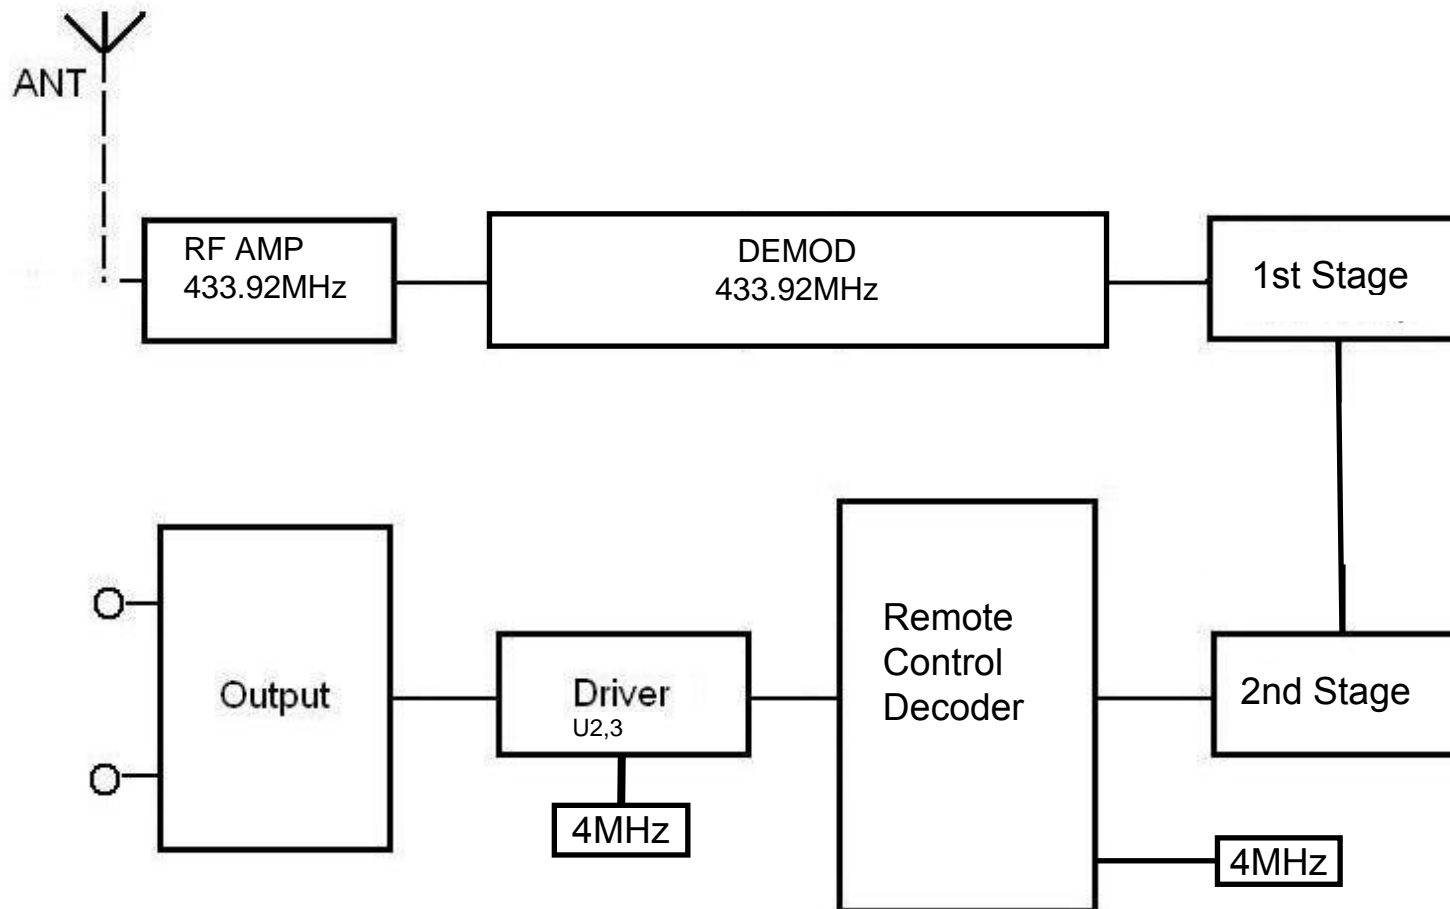 ANT
RF AMP
433.92MHz
DEMOD
433.92MHz
1st Stage
Output
Driver
U2,3
4MHz
Remote
Control
Decoder
2nd Stage
4MHz